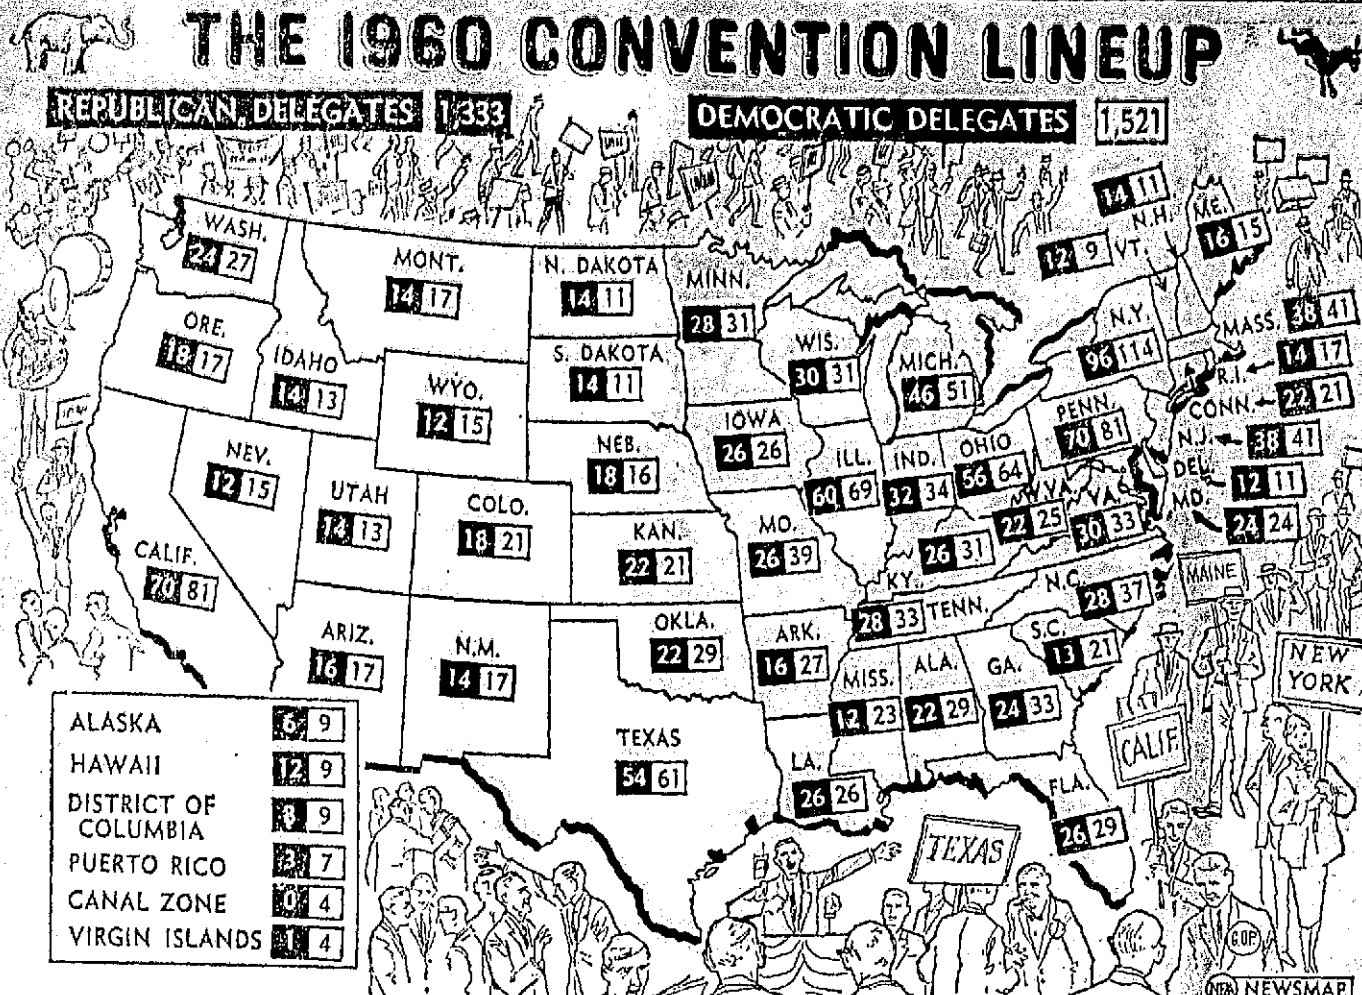 THE 1960 CONVENTION LINEUP
REPUBLICAN DELEGATES 1,333
DEMOCRATIC DELEGATES 1,521
14 11
N.H.
ME.
16 15
12 9 VT.
WASH.
24 27
MONT.
14 17
N. DAKOTA
14 11
MINN.
28 31
ORE.
18 17
IDAHO
14 13
WYO.
12 15
S. DAKOTA
14 11
WIS.
30 31
MICH.
46 51
N.Y.
96 114
MASS. 38 41
R.I. 14 17
CONN. 22 21
N.J. 38 41
DEL. 12 11
MD. 24 24
NEV.
12 15
UTAH
14 13
COLO.
18 21
NEB.
18 16
IOWA
26 26
ILL.
60 69
IND.
32 34
OHIO
56 64
PENN.
70 81
W.VA.
22 25
VA.
30 33
CALIF.
70 81
KAN.
22 21
MO.
26 39
KY.
26 31
N.C.
28 37
28 33 TENN.
ARIZ.
16 17
N.M.
14 17
OKLA.
22 29
ARK.
16 27
MISS.
12 23
ALA.
22 29
GA.
24 33
S.C.
13 21
TEXAS
54 61
LA.
26 26
FLA.
26 29
ALASKA 6 9
HAWAII 12 9
DISTRICT OF
COLUMBIA 8 9
PUERTO RICO 3 7
CANAL ZONE 0 4
VIRGIN ISLANDS 1 4
MAINE
NEW
YORK
CALIF.
TEXAS
G.O.P.
NEA NEWSMAP